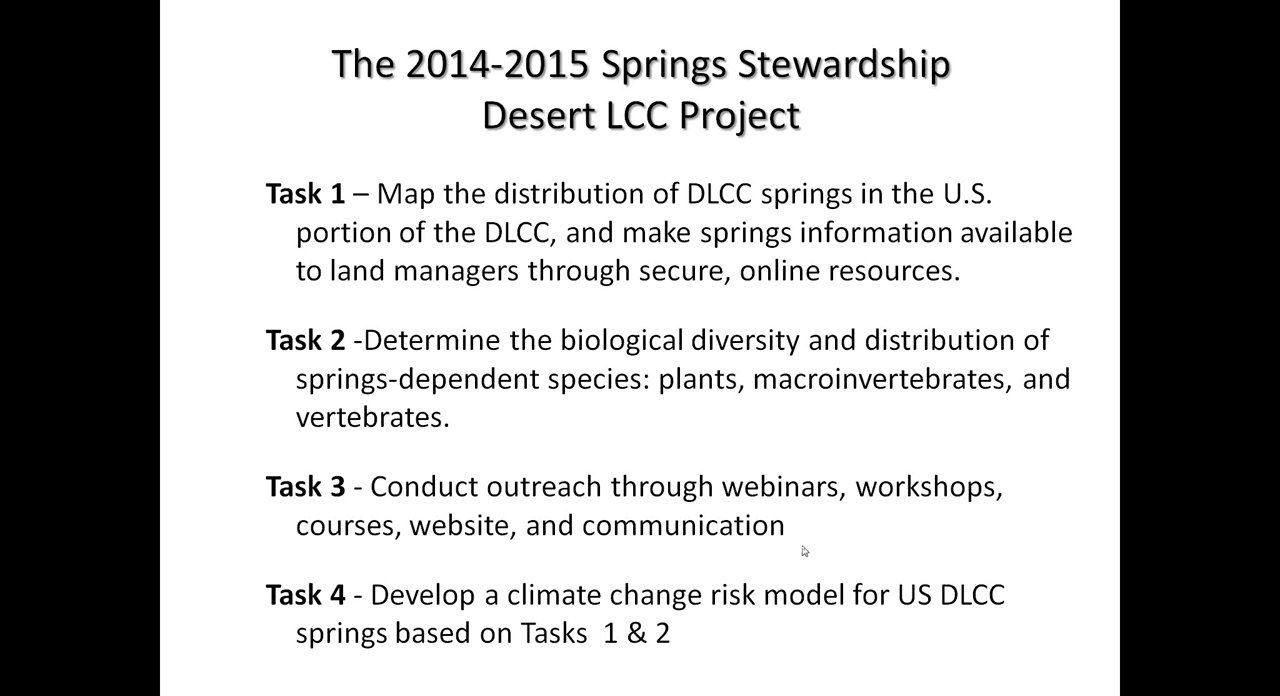 The 2014-2015 Springs Stewardship
Desert LCC Project
Task 1 – Map the distribution of DLCC springs in the U.S.
portion of the DLCC, and make springs information available
to land managers through secure, online resources.
Task 2 -Determine the biological diversity and distribution of
springs-dependent species: plants, macroinvertebrates, and
vertebrates.
Task 3 - Conduct outreach through webinars, workshops,
courses, website, and communication
Task 4 - Develop a climate change risk model for US DLCC
springs based on Tasks  1 & 2